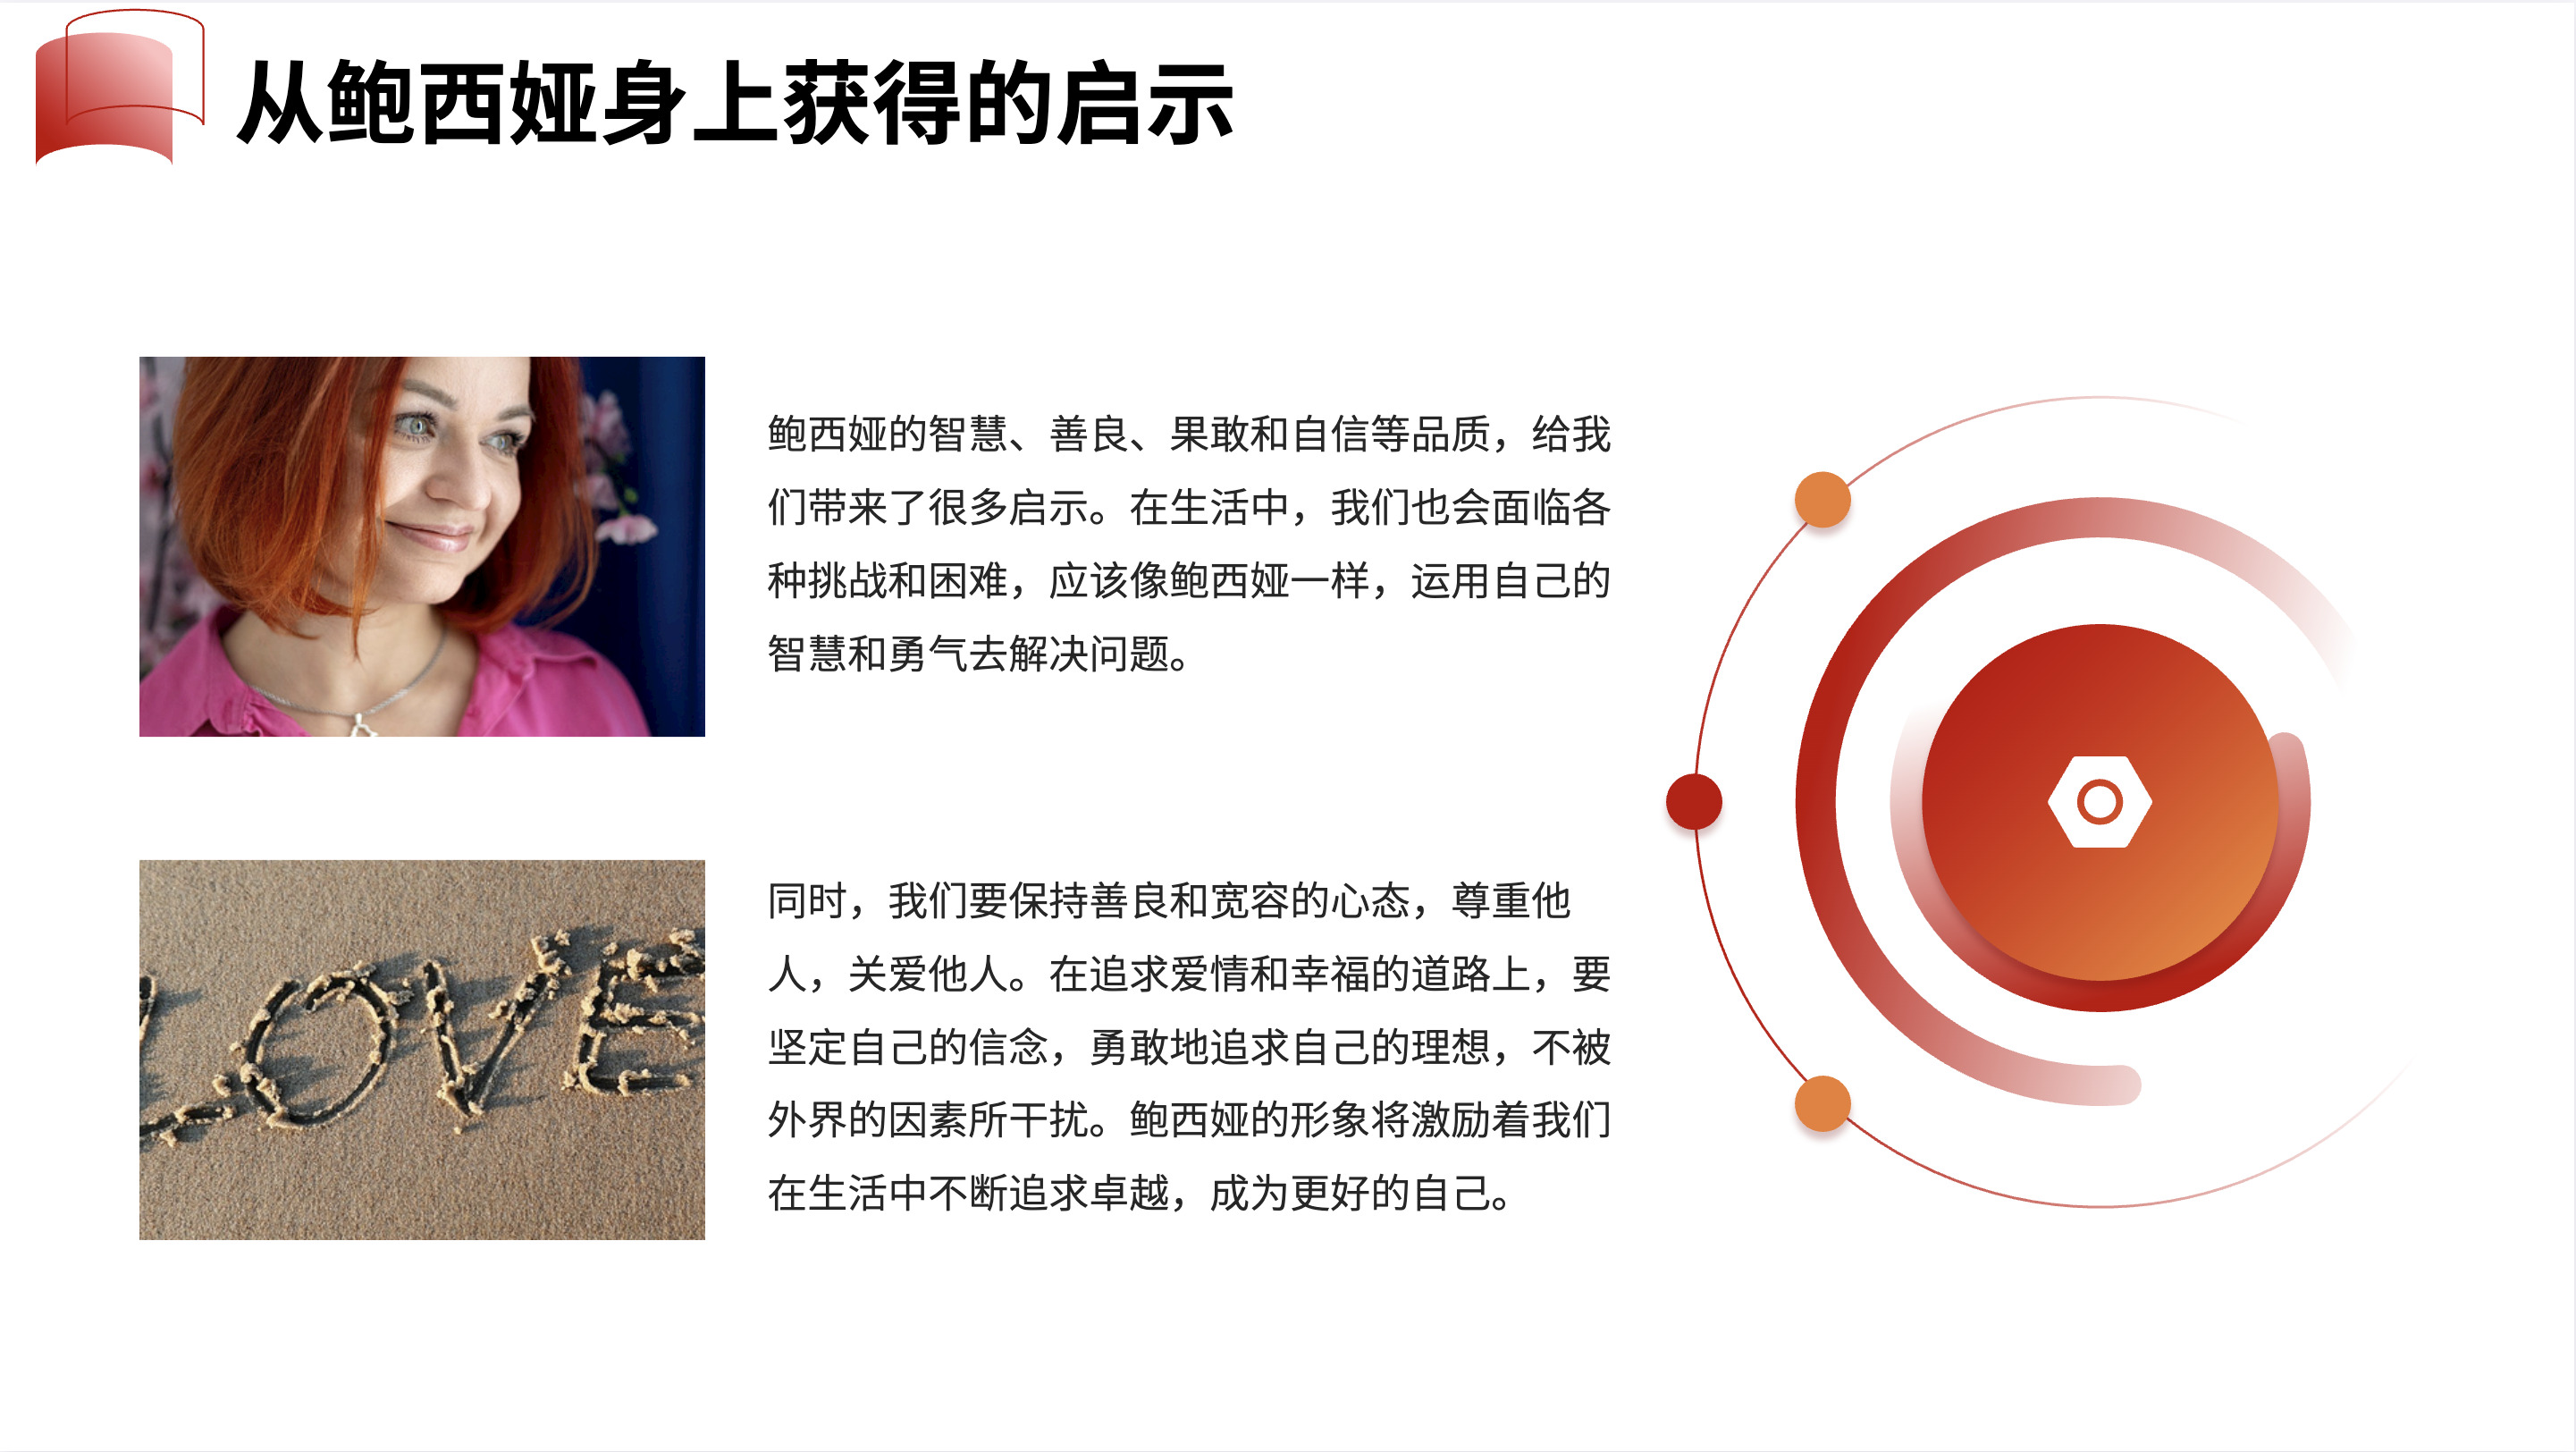 从鲍西娅身上获得的启示
鲍西娅的智慧、善良、果敢和自信等品质，给我
们带来了很多启示。在生活中，我们也会面临各
种挑战和困难，应该像鲍西娅一样，运用自己的
智慧和勇气去解决问题。
LOVE
同时，我们要保持善良和宽容的心态，尊重他
人，关爱他人。在追求爱情和幸福的道路上，要
坚定自己的信念，勇敢地追求自己的理想，不被
外界的因素所干扰。鲍西娅的形象将激励着我们
在生活中不断追求卓越，成为更好的自己。